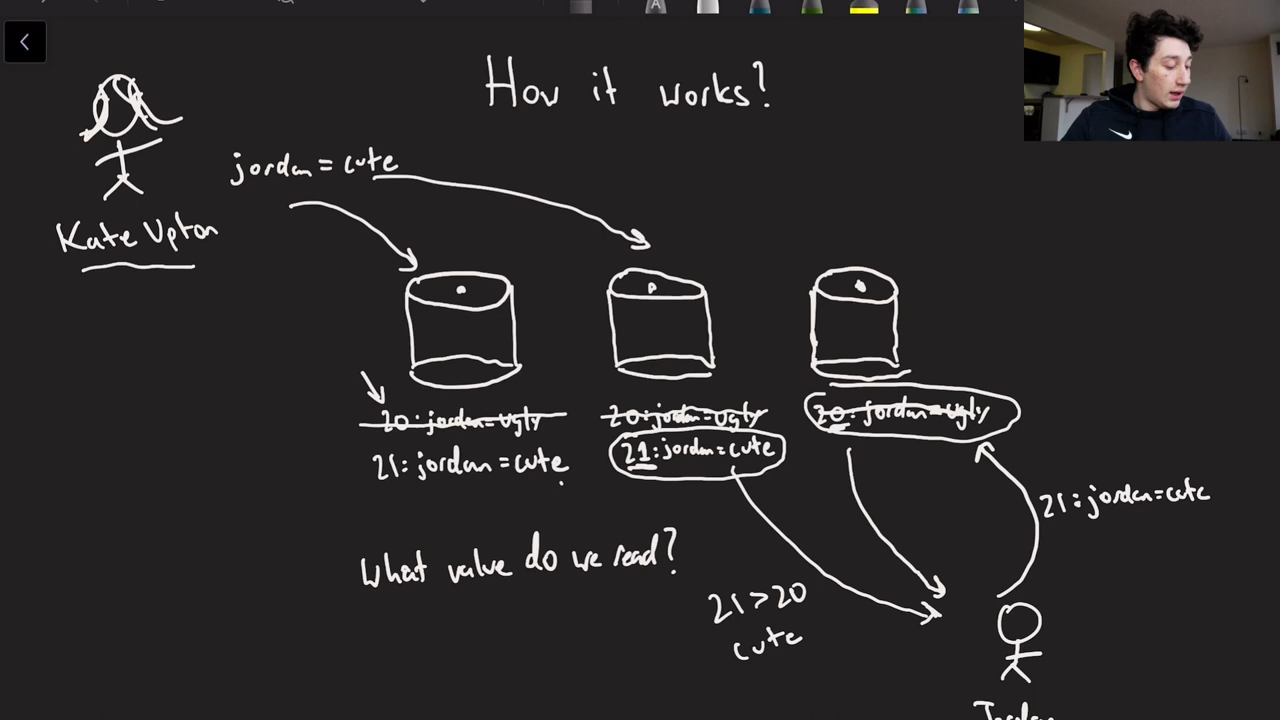 How it works?
jordan = cute
Kate Upton
20: jordan = ugly
20: jordan = ugly
20: jordan = ugly
21: jordan = cute
21: jordan = cute
21: jordan = cute
What value do we read?
21 > 20
cute
Jordan